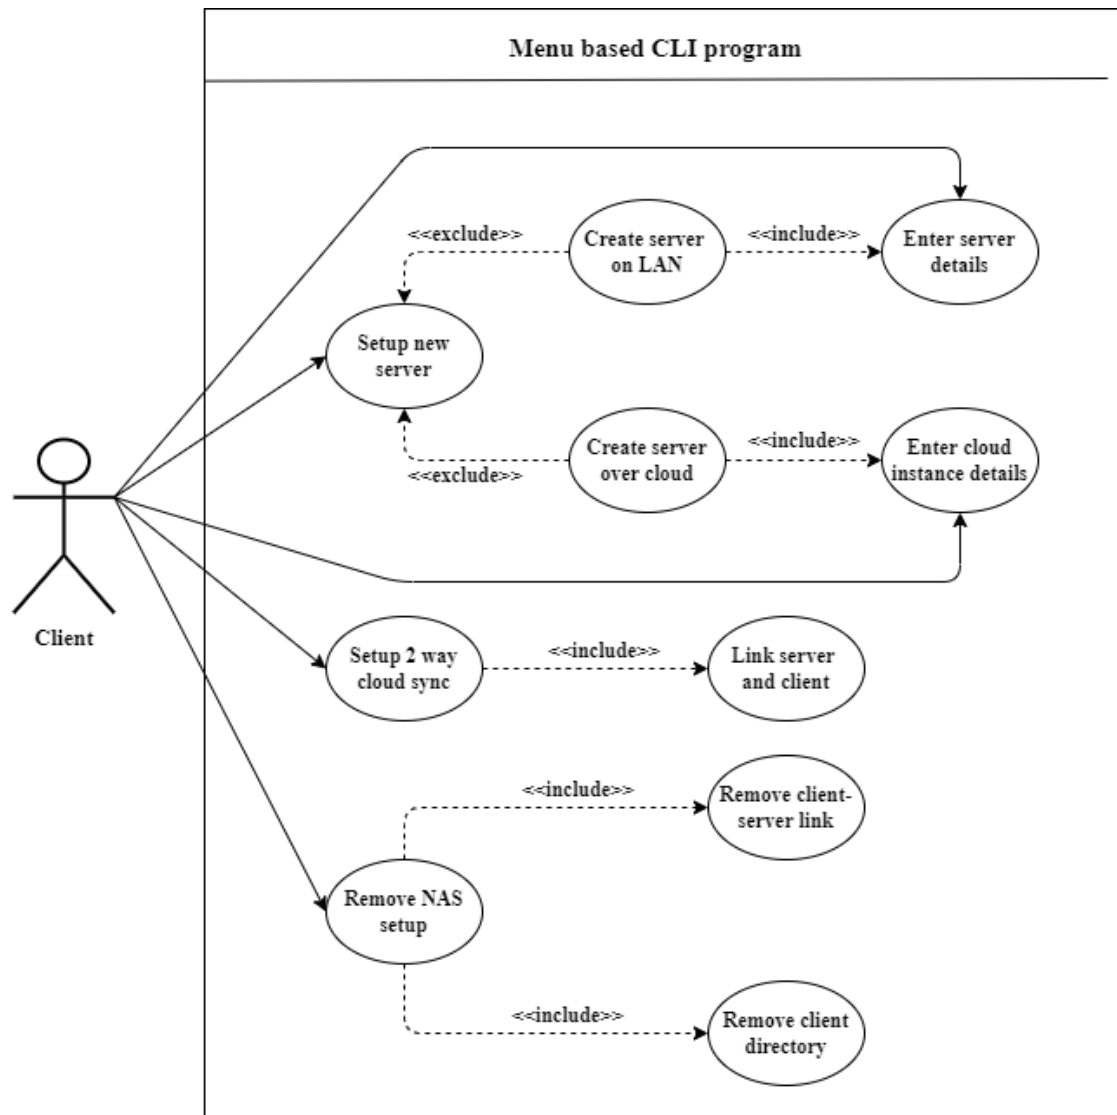 Menu based CLI program
<<exclude>>
Create server
on LAN
<<include>>
Enter server
details
Setup new
server
<<exclude>>
Create server
over cloud
<<include>>
Enter cloud
instance details
Client
Setup 2 way
cloud sync
<<include>>
Link server
and client
<<include>>
Remove client-
server link
Remove NAS
setup
<<include>>
Remove client
directory